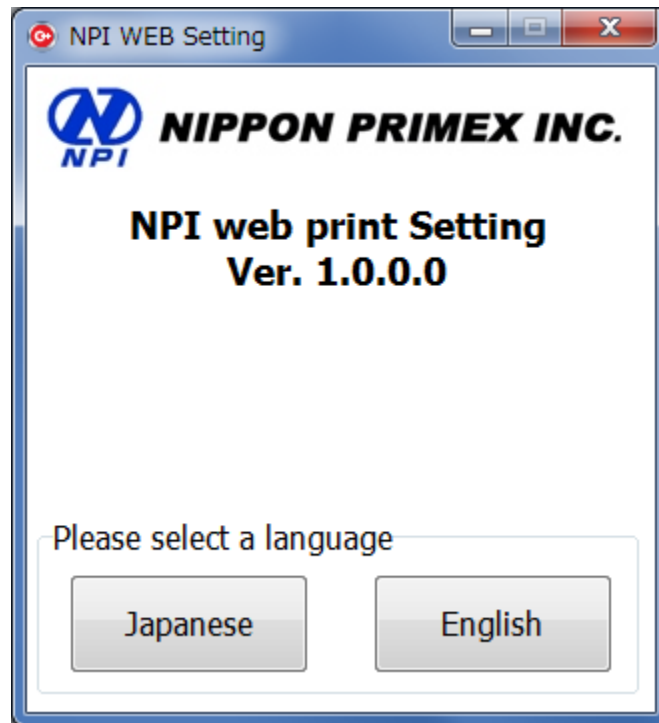 NPI WEB Setting
NPI
NIPPON PRIMEX INC.
NPI web print Setting
Ver. 1.0.0.0
Please select a language
Japanese
English